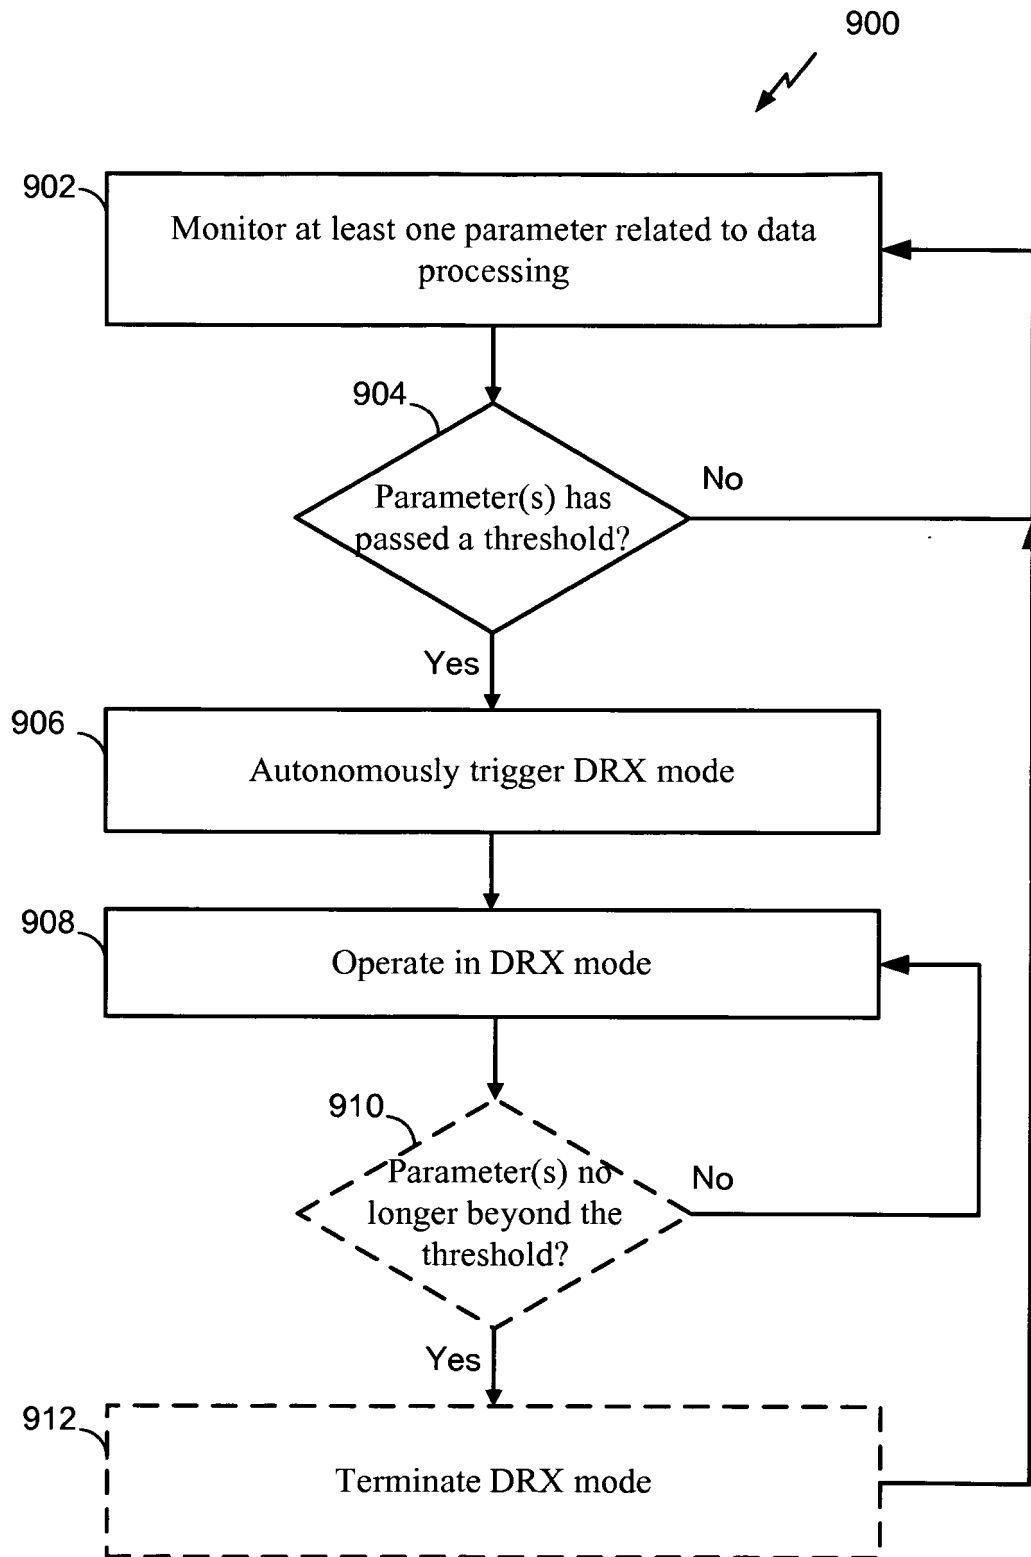 900
902
Monitor at least one parameter related to data
processing
904
Parameter(s) has
passed a threshold?
No
Yes
906
Autonomously trigger DRX mode
908
Operate in DRX mode
910
Parameter(s) no
longer beyond the
threshold?
No
Yes
912
Terminate DRX mode